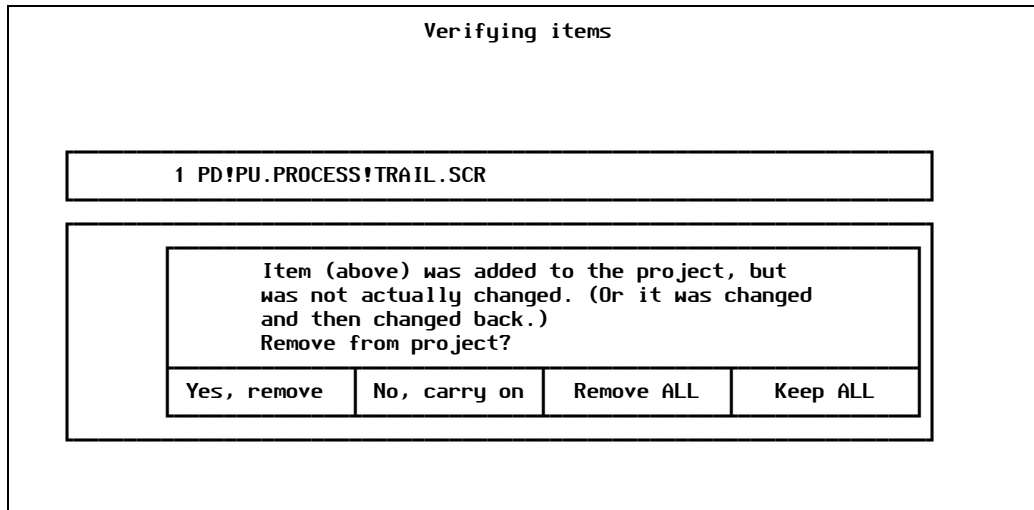 Verifying items
1 PD!PU.PROCESS!TRAIL.SCR
Item (above) was added to the project, but
was not actually changed. (Or it was changed
and then changed back.)
Remove from project?
Yes, remove No, carry on Remove ALL Keep ALL